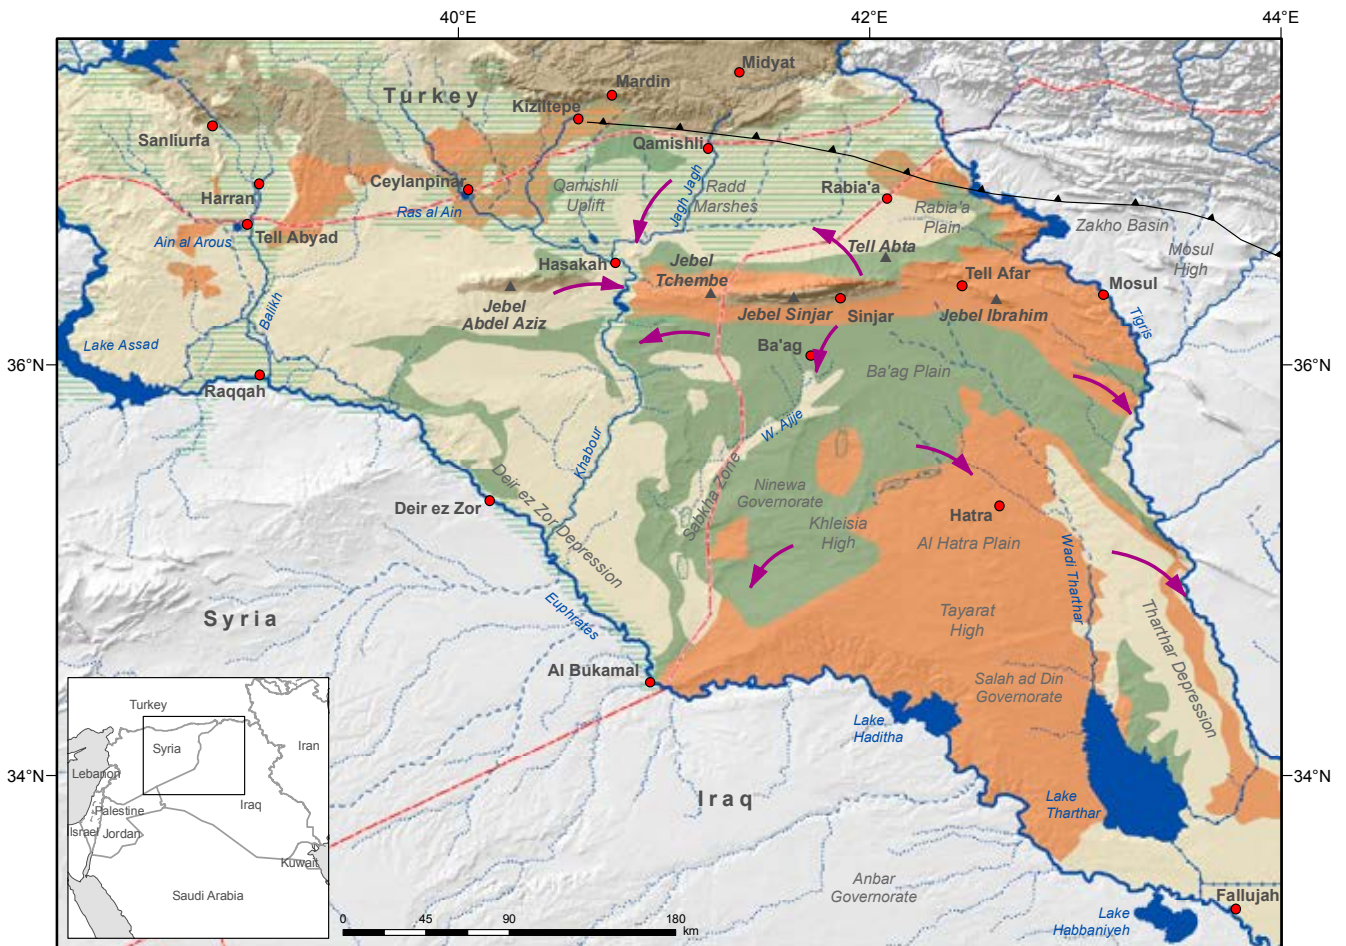 40°E
42°E
44°E
Midyat
Mardin
Turkey
Kiziltepe
Sanliurfa
Qamishli
Ceylanpinar
Qamishli
Uplift
Jagh Jagh
Radd
Marshes
Rabia'a
Harran
Ras al Ain
Rabia'a
Plain
Zakho Basin
Ain al Arous
Tell Abyad
Tell Abta
Mosul
High
Hasakah
Jebel
Tchembe
Tell Afar
Mosul
Jebel
Abdel Aziz
Balikh
Jebel Sinjar
Sinjar
Jebel Ibrahim
Tigris
Lake Assad
Ba'ag
36°N
36°N
Ba'ag Plain
Raqqah
W. Ajije
Khabour
Deir ez Zor Depression
Sabkha Zone
Ninewa
Governorate
Deir ez Zor
Khleisia
High
Hatra
Al Hatra Plain
Wadi Tharthar
Euphrates
Syria
Tayarat
High
Tharthar Depression
Al Bukamal
Salah ad Din
Governorate
Lake
Haditha
34°N
34°N
Iraq
Lake
Tharthar
Anbar
Governorate
Fallujah
Lake
Habbaniyeh
Turkey
Syria
Iran
Lebanon
Iraq
Palestine
Israel
Jordan
Kuwait
Saudi Arabia
0
45
90
180
km